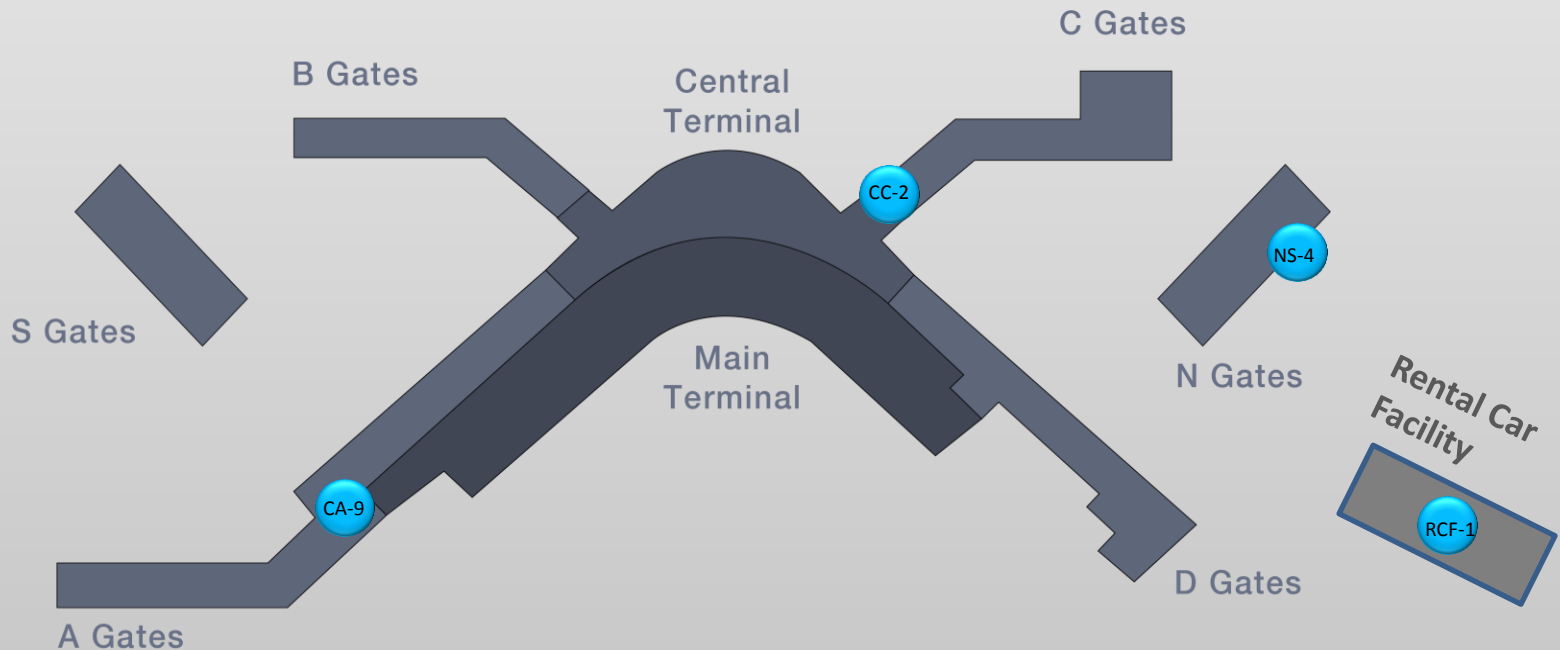 C Gates
B Gates
Central
Terminal
CC-2
NS-4
S Gates
Main
Terminal
N Gates
Rental Car
Facility
CA-9
RCF-1
D Gates
A Gates